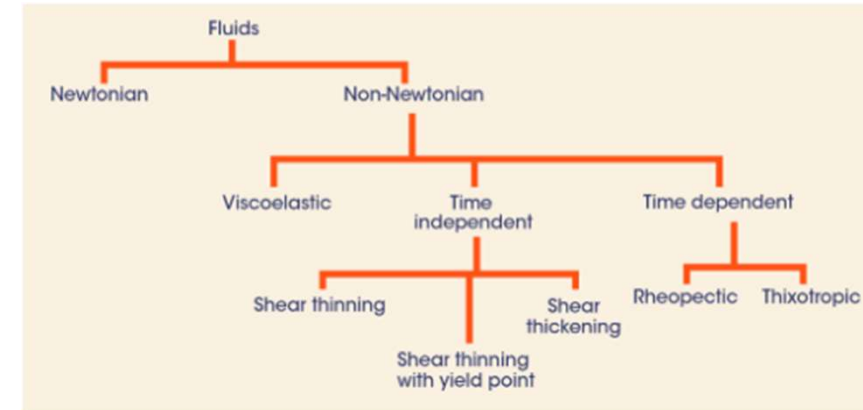 Fluids
Newtonian
Non-Newtonian
Viscoelastic
Time
independent
Time dependent
Shear thinning
Shear
thickening
Rheopectic
Thixotropic
Shear thinning
with yield point